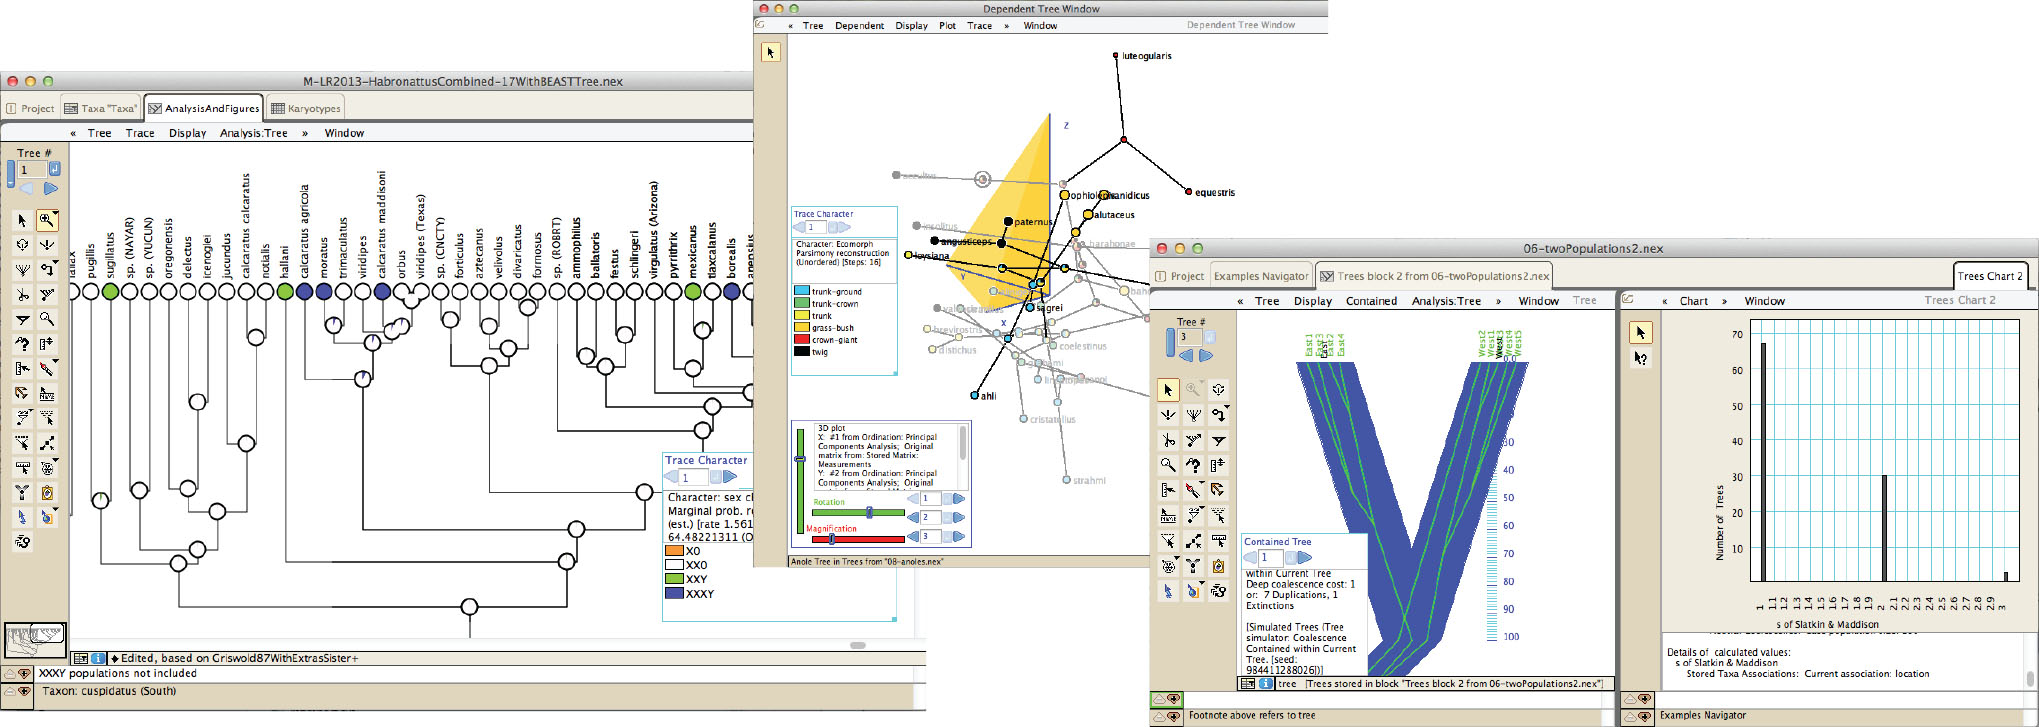 M-LR2013-HabronattusCombined-17WithBEASTTree.nex
Project
Taxa "Taxa"
AnalysisAndFigures
Karyotypes
« Tree Trace Display Analysis:Tree » Window
Tree #
1
pugillis
sugillatus
sp. (NAYAR)
sp. (YUCUN)
oregonensis
delectus
icenoglei
jucundus
calcaratus calcaratus
notialis
hallani
calcaratus agricola
moratus
trimaculatus
viridipes
calcaratus maddisoni
orbus
viridipes (Texas)
sp. (CNCTY)
forticulus
aztecanus
velivolus
divaricatus
formosus
sp. (ROBRT)
ammophilus
ballatoris
festus
schlingeri
virgulatus (Arizona)
pyrrithrix
mexicanus
tlaxcalanus
borealis
Trace Character
1
Character: sex c
Marginal prob. r
(est.) [rate 1.561
64.48221311 (O
X0
XX0
XXY
XXXY
Edited, based on Griswold87WithExtrasSister+
XXXY populations not included
Taxon: cuspidatus (South)
Dependent Tree Window
« Tree Dependent Display Plot Trace » Window
Dependent Tree Window
luteogularis
Z
occultus
equestris
alutaceus
paternus
insolitus
angusticeps
barahonae
loysiana
Y
sagrei
X
brevirostris
distichus
coelestinus
ahli
cristatellus
strahmi
Trace Character
1
Character: Ecomorph
Parsimony reconstruction
(Unordered) [Steps: 16]
trunk-ground
trunk-crown
trunk
grass-bush
crown-giant
twig
3D plot
X: #1 from Ordination: Principal
Components Analysis; Original
matrix from: Stored Matrix:
Measurements
Y: #2 from Ordination: Principal
Components Analysis; Original
Rotation
1
2
Magnification
3
Anole Tree in Trees from "08-anoles.nex"
06-twoPopulations2.nex
Project
Examples Navigator
Trees block 2 from 06-twoPopulations2.nex
Trees Chart 2
« Tree Display Contained Analysis:Tree » Window Tree
Tree #
3
East1
East3
East2
East4
West2
West1
West3
West4
West5
0.0
30
40
50
60
70
80
90
100
Contained Tree
1
within Current Tree
Deep coalescence cost: 1
or: 7 Duplications, 1
Extinctions
[Simulated Trees (Tree
simulator: Coalescence
Contained within Current
Tree. [seed:
984411288026])]
tree [Trees stored in block "Trees block 2 from 06-twoPopulations2.nex"]
Footnote above refers to tree
« Chart » Window
Trees Chart 2
70
60
50
40
30
20
10
Number of Trees
1 1.1 1.2 1.3 1.4 1.5 1.6 1.7 1.8 1.9 2 2.1 2.2 2.3 2.4 2.5 2.6 2.7 2.8 2.9 3
s of Slatkin & Maddison
Details of calculated values:
s of Slatkin & Maddison
Stored Taxa Associations: Current association: location
Examples Navigator